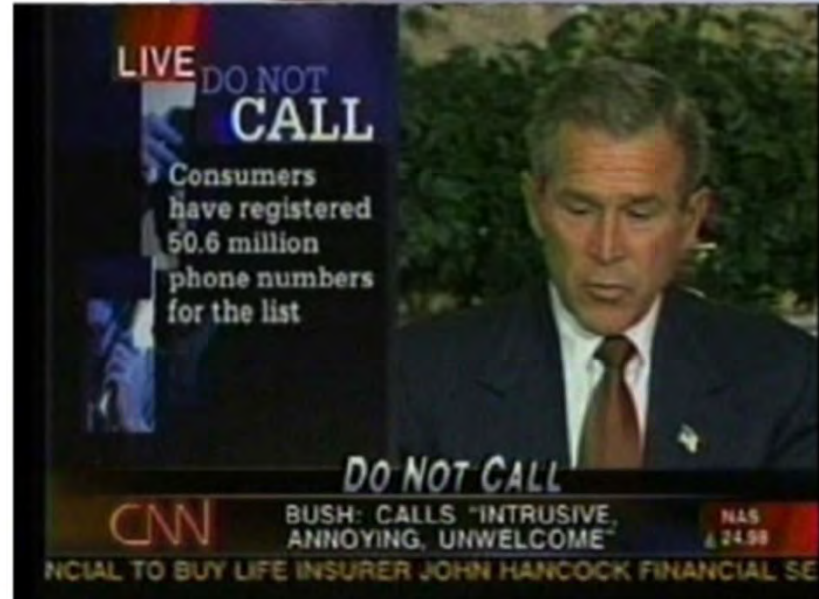 LIVE
DO NOT
CALL
Consumers
have registered
50.6 million
phone numbers
for the list
DO NOT CALL
CNN
BUSH: CALLS "INTRUSIVE,
ANNOYING, UNWELCOME"
NAS
24.98
NCIAL TO BUY LIFE INSURER JOHN HANCOCK FINANCIAL SE